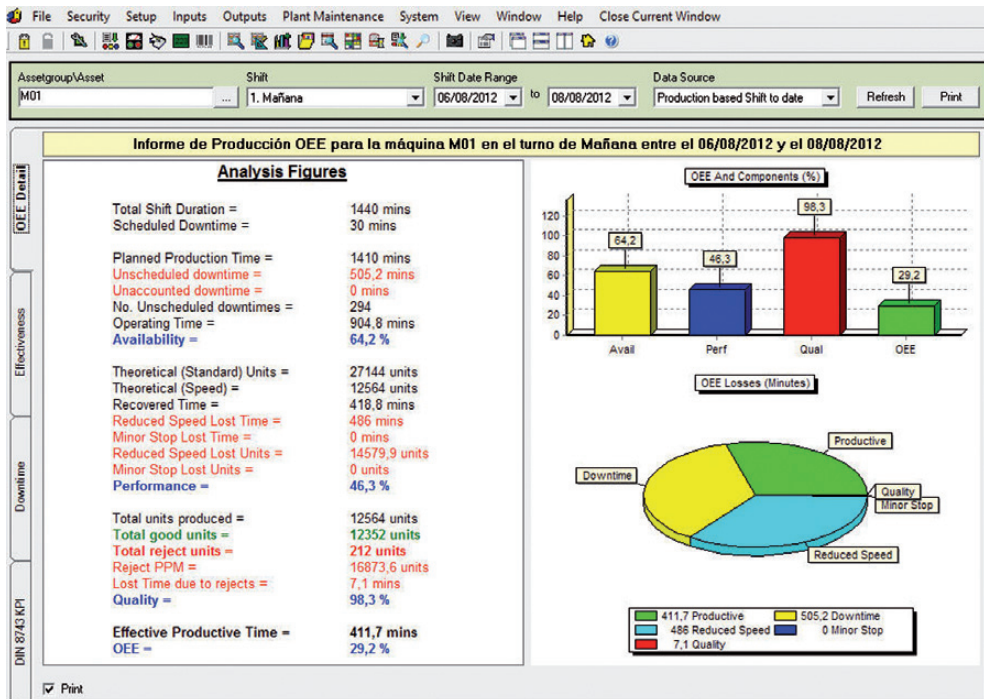 File Security Setup Inputs Outputs Plant Maintenance System View Window Help Close Current Window
Assetgroup\Asset Shift Shift Date Range Data Source
M01 ... 1. Mañana 06/08/2012 to 08/08/2012 Production based Shift to date Refresh Print
Informe de Producción OEE para la máquina M01 en el turno de Mañana entre el 06/08/2012 y el 08/08/2012
OEE Detail
Effectiveness
Downtime
DIN 8743 KPI
Analysis Figures
Total Shift Duration = 1440 mins
Scheduled Downtime = 30 mins
Planned Production Time = 1410 mins
Unscheduled downtime = 505,2 mins
Unaccounted downtime = 0 mins
No. Unscheduled downtimes = 294
Operating Time = 904,8 mins
Availability = 64,2 %
Theoretical (Standard) Units = 27144 units
Theoretical (Speed) = 12564 units
Recovered Time = 418,8 mins
Reduced Speed Lost Time = 486 mins
Minor Stop Lost Time = 0 mins
Reduced Speed Lost Units = 14579,9 units
Minor Stop Lost Units = 0 units
Performance = 46,3 %
Total units produced = 12564 units
Total good units = 12352 units
Total reject units = 212 units
Reject PPM = 16873,6 units
Lost Time due to rejects = 7,1 mins
Quality = 98,3 %
Effective Productive Time = 411,7 mins
OEE = 29,2 %
OEE And Components (%)
120
100
80
60
40
20
0
64,2
46,3
98,3
29,2
Avail Perf Qual OEE
OEE Losses (Minutes)
Productive
Downtime
Quality
Minor Stop
Reduced Speed
411,7 Productive 505,2 Downtime
486 Reduced Speed 0 Minor Stop
7,1 Quality
Print